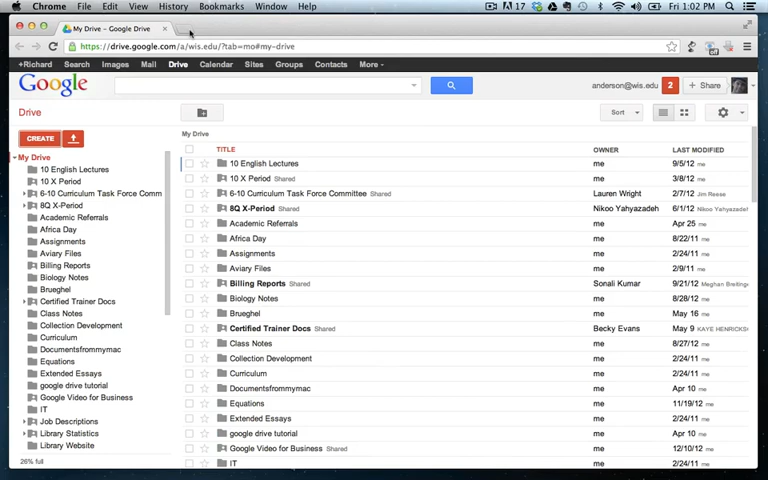 Chrome File Edit View History Bookmarks Window Help 17 Fri 1:02 PM
My Drive - Google Drive
https://drive.google.com/a/wis.edu/?tab=mo#my-drive
+Richard Search Images Mail Drive Calendar Sites Groups Contacts More
Google anderson@wis.edu 2 + Share
Drive Sort
My Drive
CREATE TITLE OWNER LAST MODIFIED
My Drive 10 English Lectures me 9/5/12 me
10 English Lectures 10 X Period Shared me 3/8/12 me
10 X Period 6-10 Curriculum Task Force Committee Shared Lauren Wright 2/7/12 Jim Reese
6-10 Curriculum Task Force Comm 8Q X-Period Shared Nikoo Yahyazadeh 6/1/12 Nikoo Yahyazadeh
8Q X-Period Academic Referrals me Apr 25 me
Academic Referrals Africa Day me 8/22/11 me
Africa Day Assignments me 2/24/11 me
Assignments Aviary Files me 2/9/11 me
Aviary Files Billing Reports Shared Sonali Kumar 9/21/12 Meghan Breiting
Billing Reports Biology Notes me 8/28/12 me
Biology Notes Brueghel me May 16 me
Brueghel Certified Trainer Docs Shared Becky Evans May 9 KAYE HENRICKS
Certified Trainer Docs Class Notes me 8/27/12 me
Class Notes Collection Development me 2/24/11 me
Collection Development Curriculum me 2/24/11 me
Curriculum Documentsfrommymac me Apr 10 me
Documentsfrommymac Equations me 11/19/12 me
Equations Extended Essays me 2/24/11 me
Extended Essays google drive tutorial me Apr 10 me
google drive tutorial Google Video for Business Shared me 12/10/12 me
Google Video for Business IT me 2/24/11 me
IT
Job Descriptions
Library Statistics
Library Website
26% full